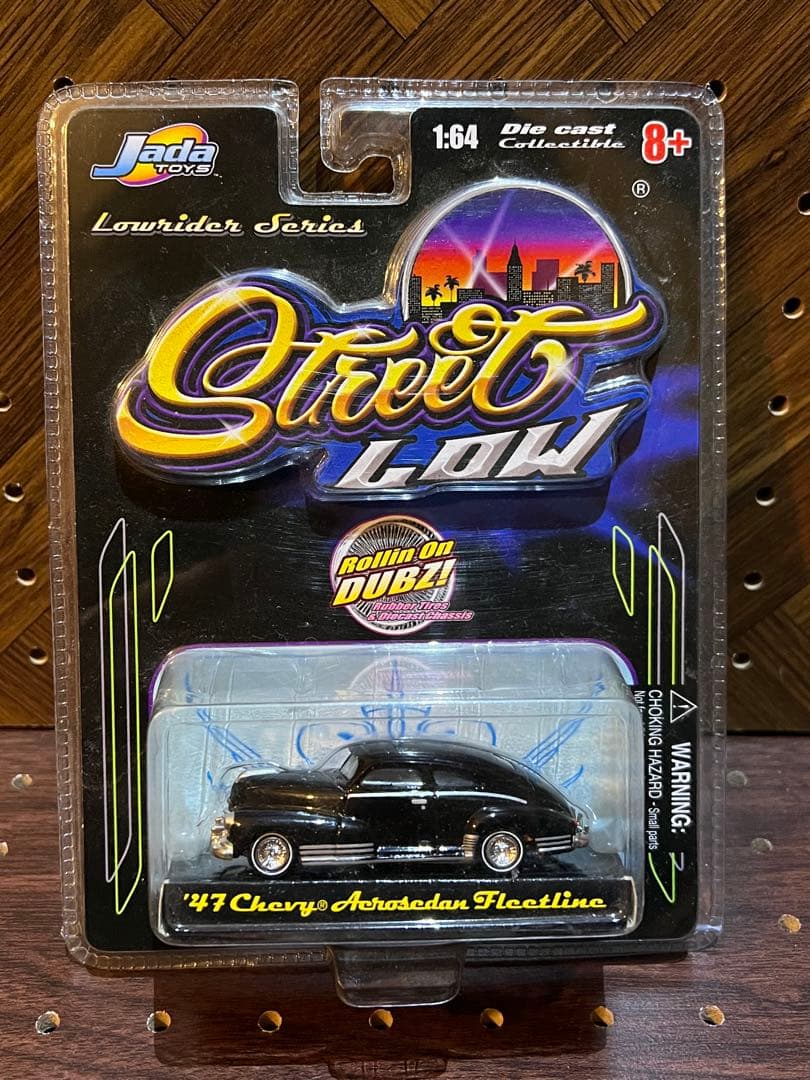 Jada
TOYS™
1:64
Die cast
Collectible
8+
®
Lowrider Series
Street
LOW
Rollin On
DUBZ!
Rubber Tires
& Diecast Chassis
WARNING:
CHOKING HAZARD - Small parts
'47 Chevy® Aerosedan Fleetline